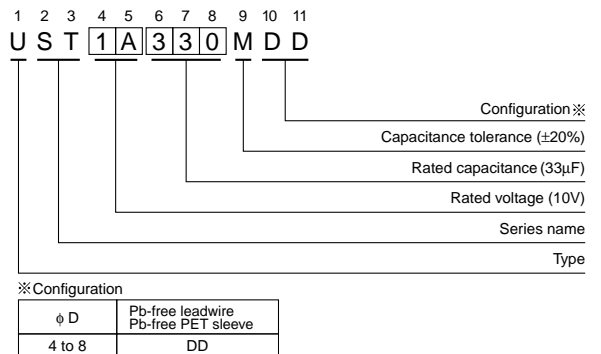 1 2 3 4 5 6 7 8 9 10 11
U S T 1 A 3 3 0 M D D
Configuration※
Capacitance tolerance (±20%)
Rated capacitance (33µF)
Rated voltage (10V)
Series name
Type
※Configuration
ϕ D
Pb-free leadwire
Pb-free PET sleeve
4 to 8
DD